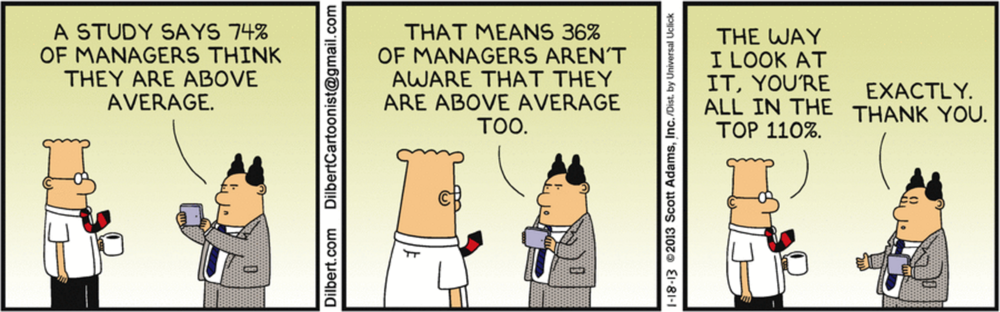 A STUDY SAYS 74%
OF MANAGERS THINK
THEY ARE ABOVE
AVERAGE.
Dilbert.com DilbertCartoonist@gmail.com
THAT MEANS 36%
OF MANAGERS AREN'T
AWARE THAT THEY
ARE ABOVE AVERAGE
TOO.
1-18-13 ©2013 Scott Adams, Inc. /Dist. by Universal Uclick
THE WAY
I LOOK AT
IT, YOU'RE
ALL IN THE
TOP 110%.
EXACTLY.
THANK YOU.